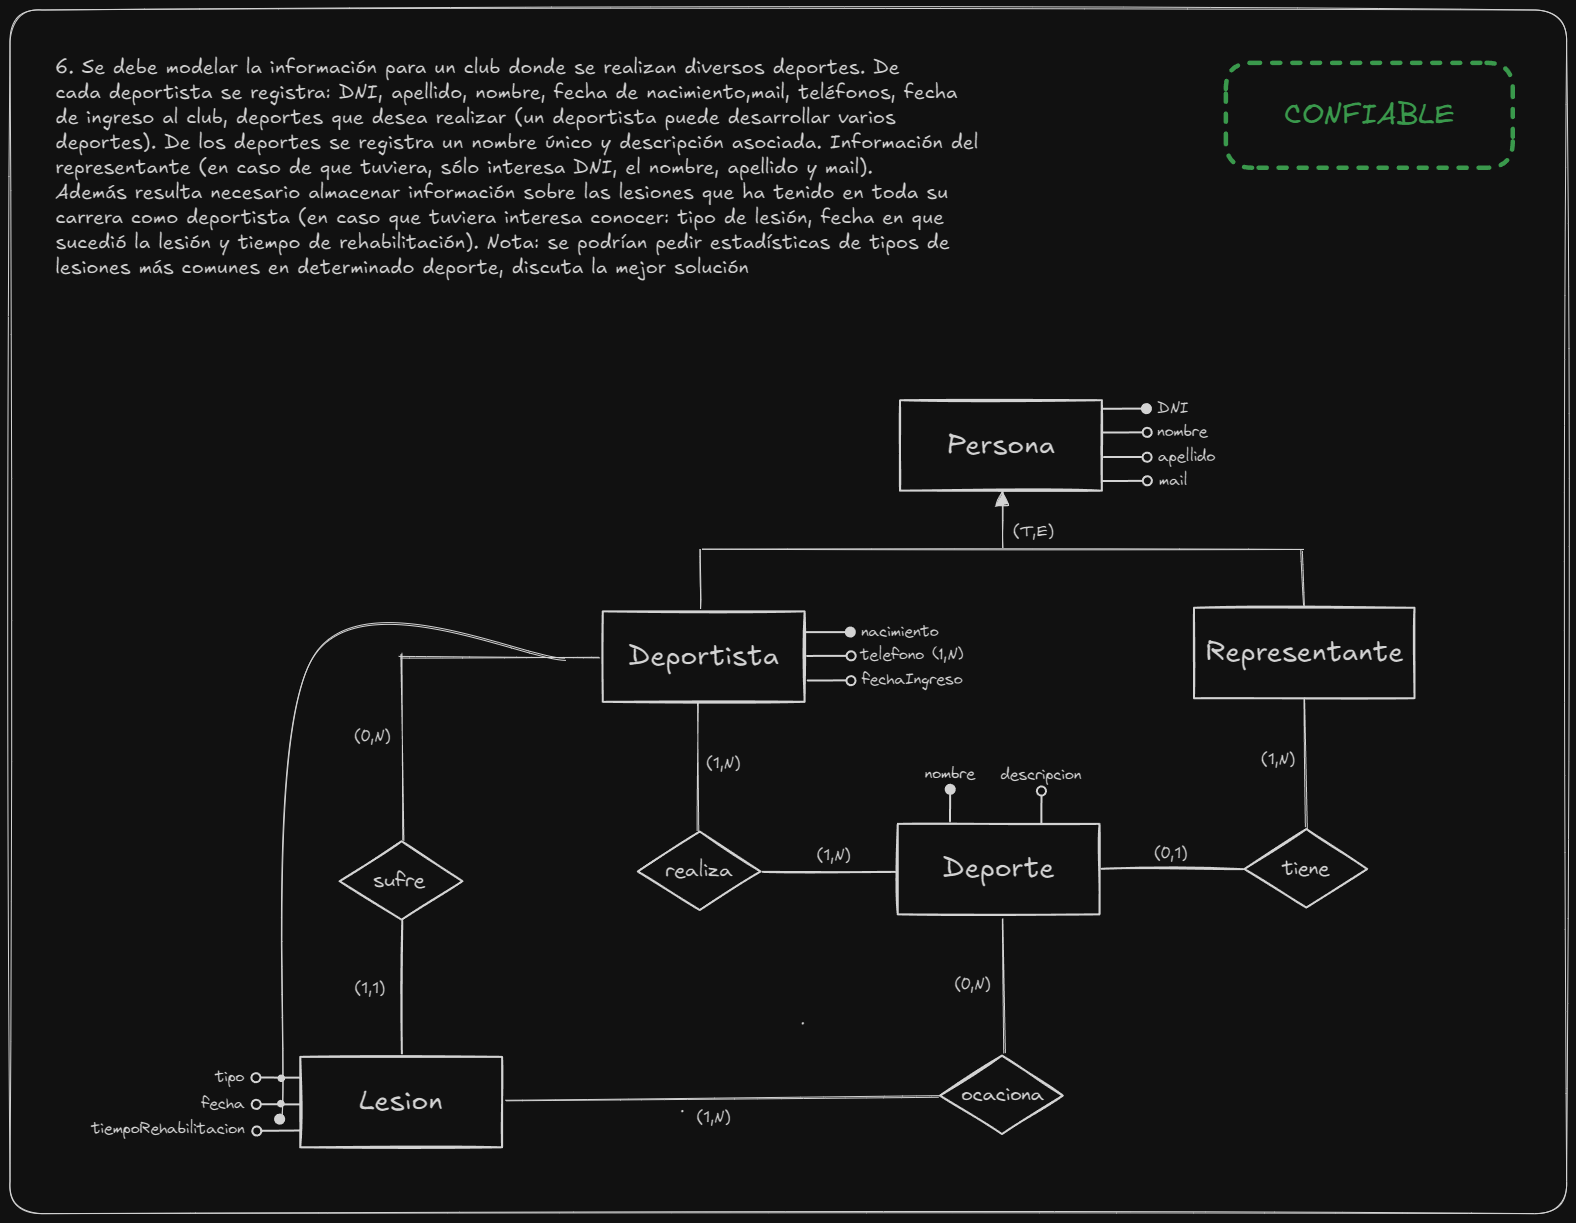 6. Se debe modelar la información para un club donde se realizan diversos deportes. De
cada deportista se registra: DNI, apellido, nombre, fecha de nacimiento,mail, teléfonos, fecha
de ingreso al club, deportes que desea realizar (un deportista puede desarrollar varios
deportes). De los deportes se registra un nombre único y descripción asociada. Información del
representante (en caso de que tuviera, sólo interesa DNI, el nombre, apellido y mail).
Además resulta necesario almacenar información sobre las lesiones que ha tenido en toda su
carrera como deportista (en caso que tuviera interesa conocer: tipo de lesión, fecha en que
sucedió la lesión y tiempo de rehabilitación). Nota: se podrían pedir estadísticas de tipos de
lesiones más comunes en determinado deporte, discuta la mejor solución
CONFIABLE
Persona
DNI
nombre
apellido
mail
(T,E)
Deportista
nacimiento
telefono (1,N)
fechaIngreso
Representante
(0,N)
(1,N)
(1,N)
nombre
descripcion
sufre
realiza
(1,N)
Deporte
(0,1)
tiene
(1,1)
(0,N)
tipo
fecha
tiempoRehabilitacion
Lesion
(1,N)
ocaciona